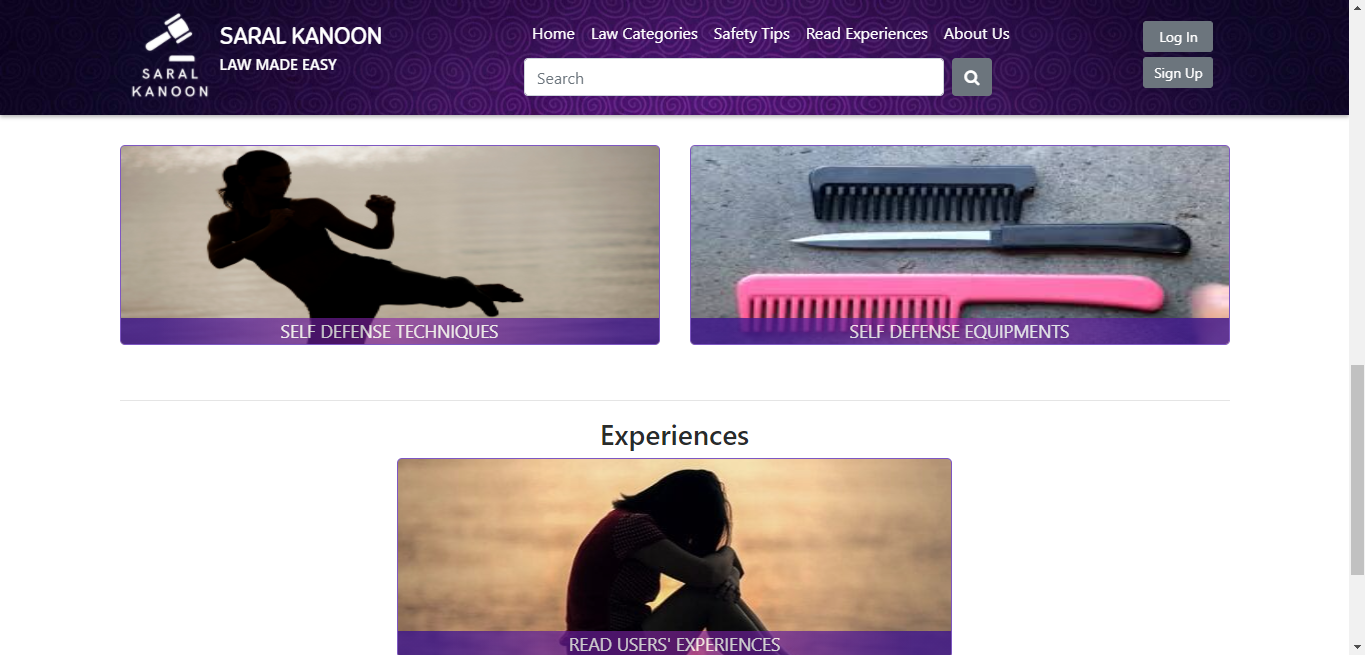 SARAL
KANOON
SARAL KANOON
LAW MADE EASY
Home Law Categories Safety Tips Read Experiences About Us
Search
Log In
Sign Up
SELF DEFENSE TECHNIQUES
SELF DEFENSE EQUIPMENTS
Experiences
READ USERS' EXPERIENCES